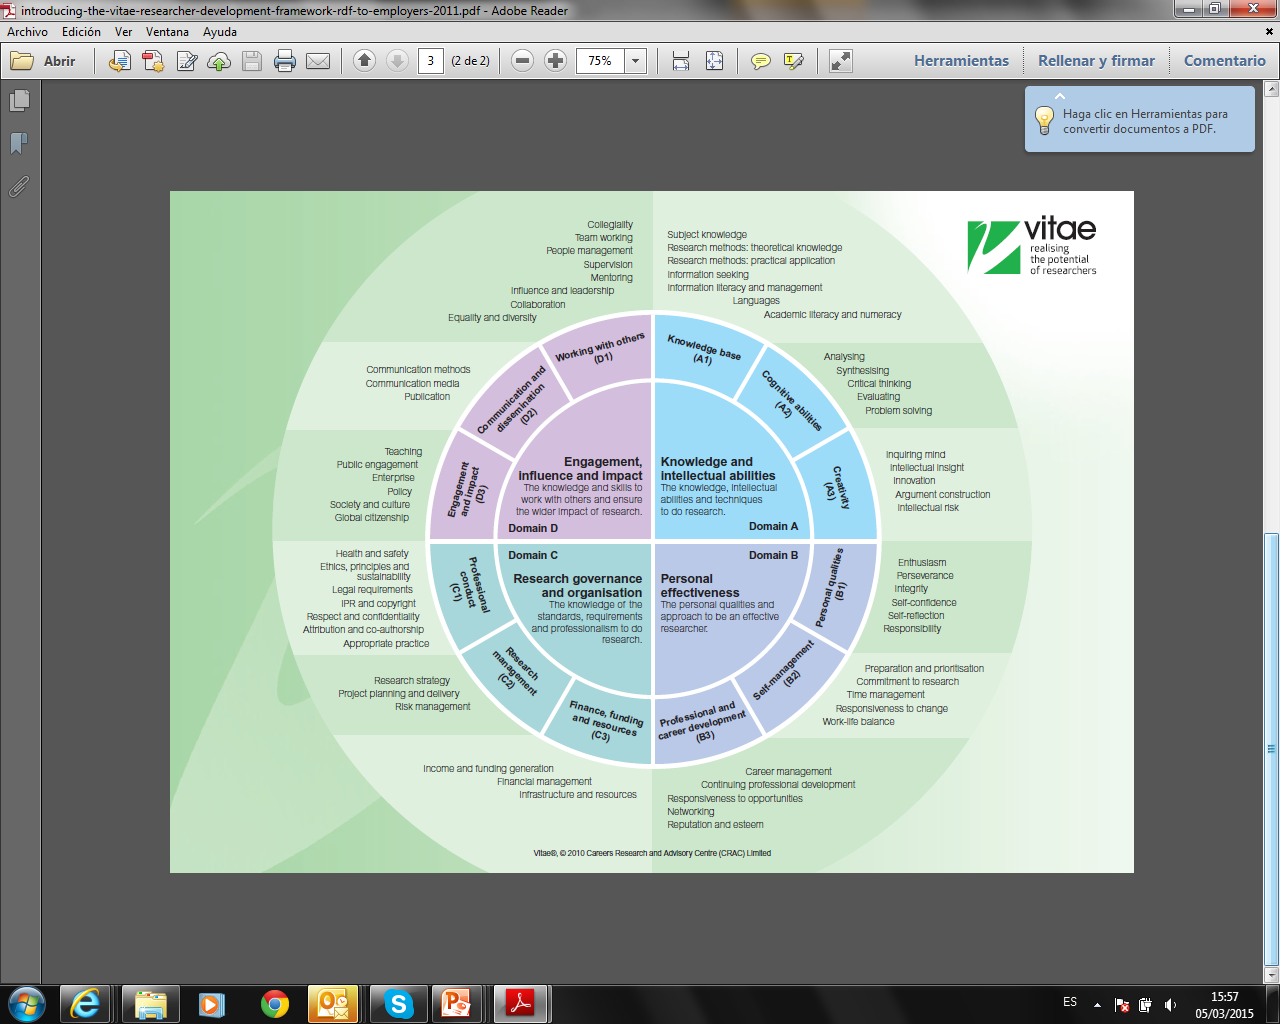 introducing-the-vitae-researcher-development-framework-rdf-to-employers-2011.pdf - Adobe Reader
Archivo Edición Ver Ventana Ayuda
Abrir
3 (2 de 2)
75%
Herramientas Rellenar y firmar Comentario
Haga clic en Herramientas para
convertir documentos a PDF.
vitae
realising
the potential
of researchers
Collegiality
Team working
People management
Supervision
Mentoring
Influence and leadership
Collaboration
Equality and diversity
Subject knowledge
Research methods: theoretical knowledge
Research methods: practical application
Information seeking
Information literacy and management
Languages
Academic literacy and numeracy
Communication methods
Communication media
Publication
Analysing
Synthesising
Critical thinking
Evaluating
Problem solving
Teaching
Public engagement
Enterprise
Policy
Society and culture
Global citizenship
Inquiring mind
Intellectual insight
Innovation
Argument construction
Intellectual risk
Working with others
(D1)
Knowledge base
(A1)
Communication and
dissemination
(D2)
Cognitive abilities
(A2)
Engagement
and impact
(D3)
Creativity
(A3)
Engagement,
influence and impact
The knowledge and skills to
work with others and ensure
the wider impact of research.
Domain D
Knowledge and
intellectual abilities
The knowledge, intellectual
abilities and techniques
to do research.
Domain A
Domain C
Research governance
and organisation
The knowledge of the
standards, requirements
and professionalism to do
research.
Domain B
Personal
effectiveness
The personal qualities and
approach to be an effective
researcher.
Professional
conduct
(C1)
Personal qualities
(B1)
Research
management
(C2)
Self-management
(B2)
Finance, funding
and resources
(C3)
Professional and
career development
(B3)
Health and safety
Ethics, principles and
sustainability
Legal requirements
IPR and copyright
Respect and confidentiality
Attribution and co-authorship
Appropriate practice
Enthusiasm
Perseverance
Integrity
Self-confidence
Self-reflection
Responsibility
Research strategy
Project planning and delivery
Risk management
Preparation and prioritisation
Commitment to research
Time management
Responsiveness to change
Work-life balance
Income and funding generation
Financial management
Infrastructure and resources
Career management
Continuing professional development
Responsiveness to opportunities
Networking
Reputation and esteem
Vitae®, © 2010 Careers Research and Advisory Centre (CRAC) Limited
ES
15:57
05/03/2015